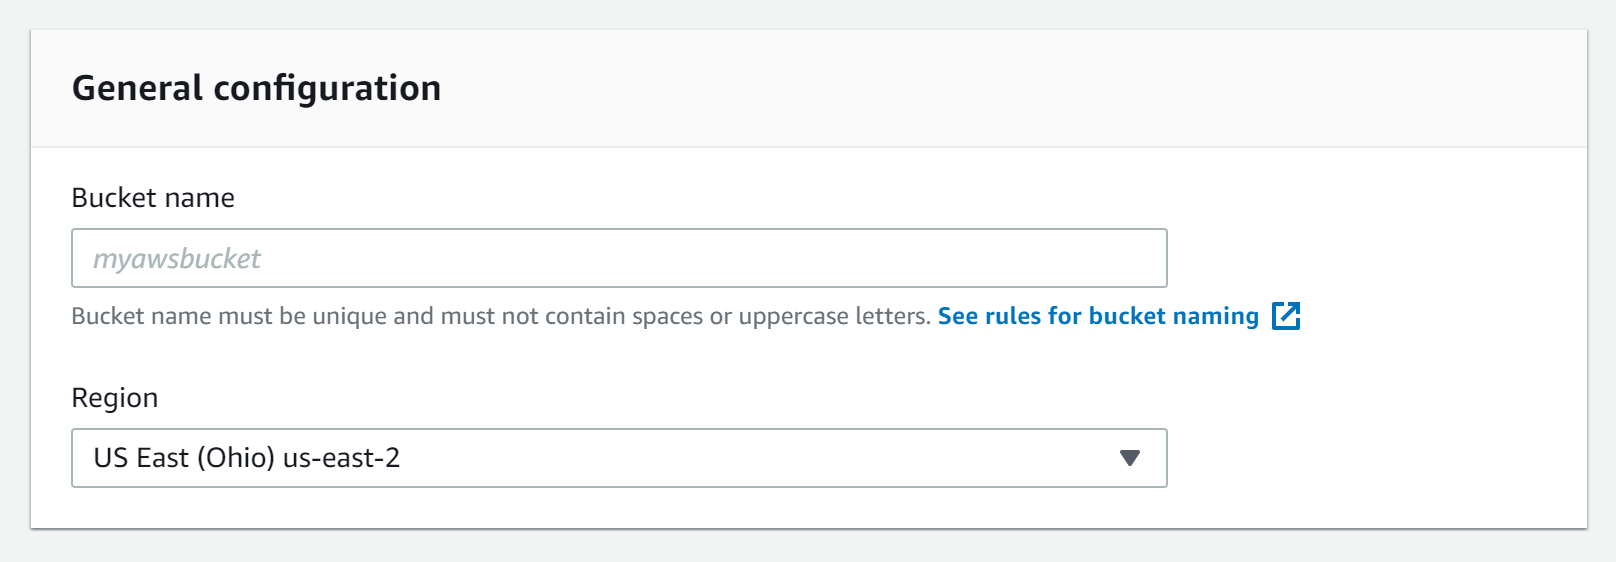 General configuration
Bucket name
myawsbucket
Bucket name must be unique and must not contain spaces or uppercase letters. See rules for bucket naming
Region
US East (Ohio) us-east-2